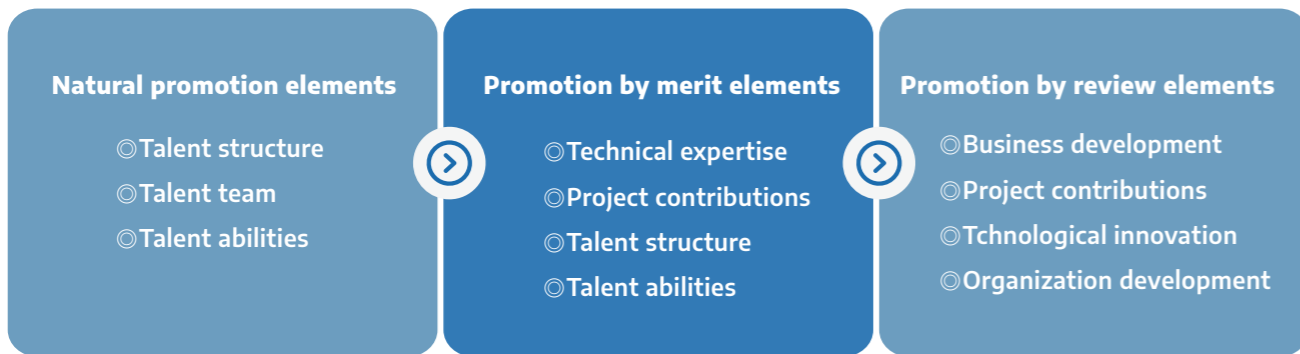 Natural promotion elements
◎Talent structure
◎Talent team
◎Talent abilities
Promotion by merit elements
◎Technical expertise
◎Project contributions
◎Talent structure
◎Talent abilities
Promotion by review elements
◎Business development
◎Project contributions
◎Tchnological innovation
◎Organization development